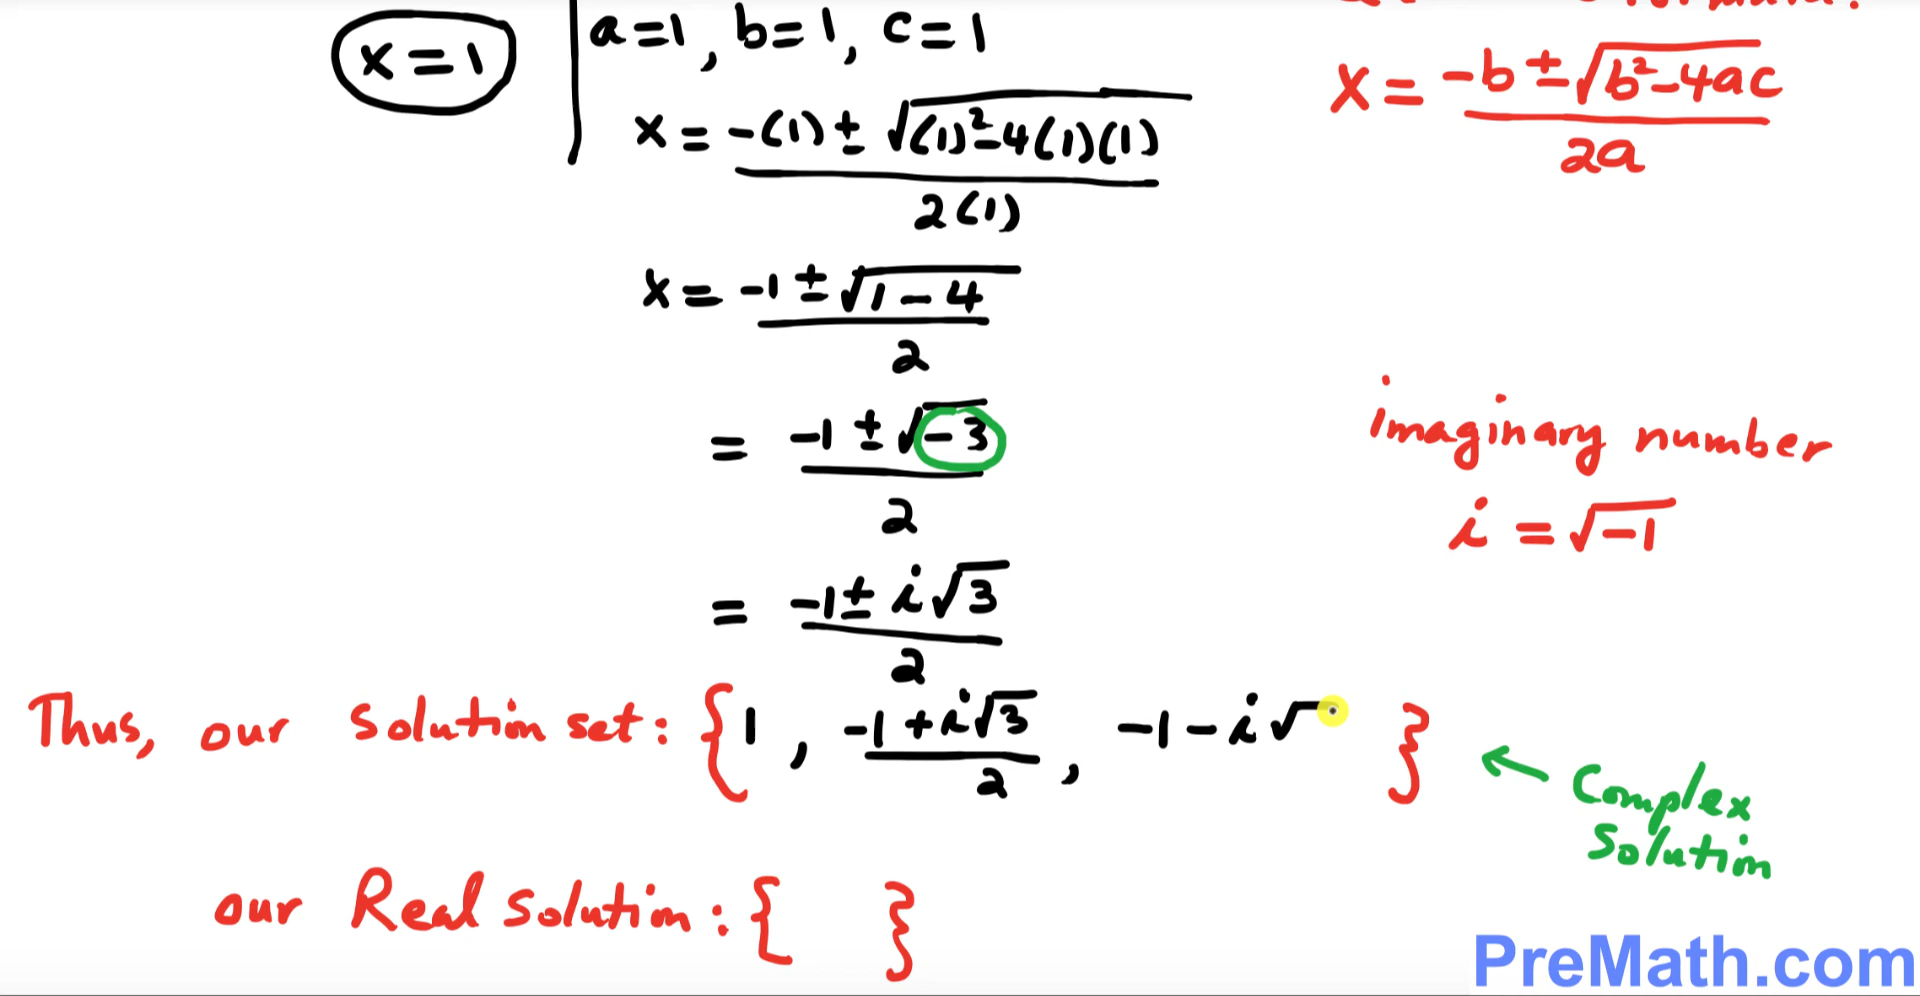 x=1
a=1, b=1, c=1
x = -(1) ± √(1)²-4(1)(1)
2(1)
x = -1 ± √1-4
2
= -1 ± √-3
2
= -1 ± i√3
2
x = -b ± √b²-4ac
2a
imaginary number
i = √-1
Thus, our solution set: {1, -1+i√3 / 2, -1-i√ }
Complex
Solution
our Real solution: { }
PreMath.com